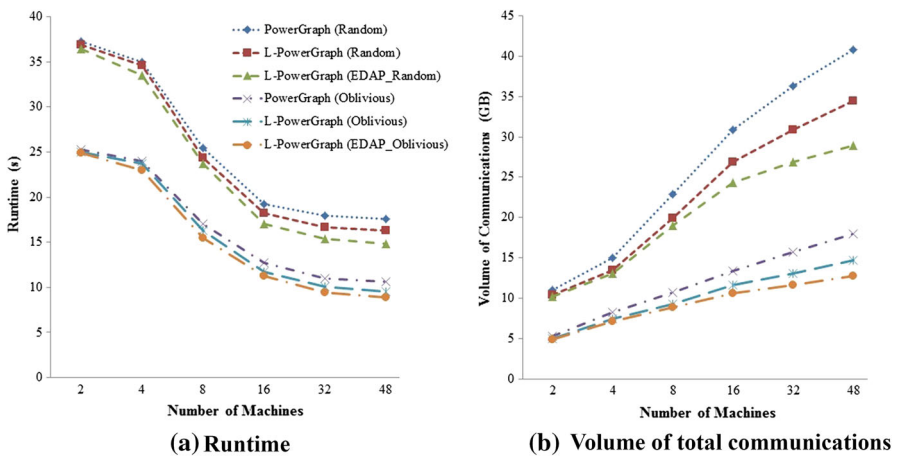 40
35
30
25
20
15
10
5
0
Runtime (s)
PowerGraph (Random)
L-PowerGraph (Random)
L-PowerGraph (EDAP_Random)
PowerGraph (Oblivious)
L-PowerGraph (Oblivious)
L-PowerGraph (EDAP_Oblivious)
2 4 8 16 32 48
Number of Machines
(a) Runtime
45
40
35
30
25
20
15
10
5
0
Volume of Communications (GB)
2 4 8 16 32 48
Number of Machines
(b) Volume of total communications